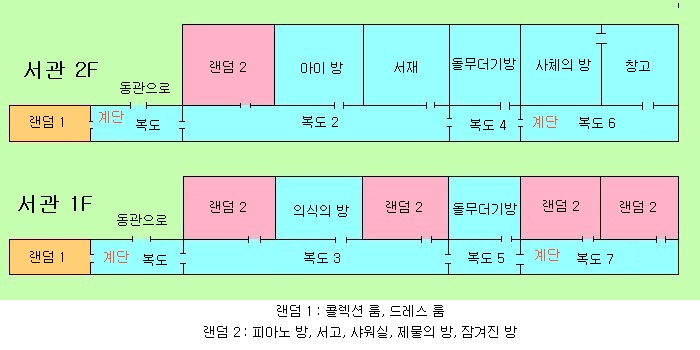 서관 2F
동관으로
랜덤 2
아이 방
서재
돌무더기방
사체의 방
창고
랜덤 1
계단
복도
복도 2
복도 4
계단
복도 6
서관 1F
동관으로
랜덤 2
의식의 방
랜덤 2
돌무더기방
랜덤 2
랜덤 2
랜덤 1
계단
복도
복도 3
복도 5
계단
복도 7
랜덤 1 : 콜렉션 룸, 드레스 룸
랜덤 2 : 피아노 방, 서고, 샤워실, 제물의 방, 잠겨진 방